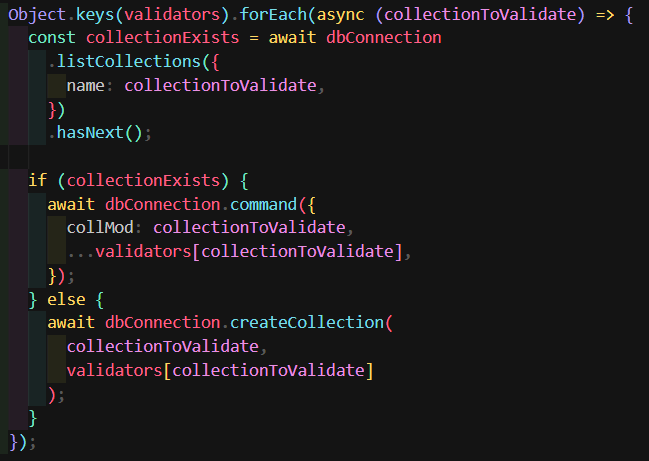 Object.keys(validators).forEach(async (collectionToValidate) => {
const collectionExists = await dbConnection
.listCollections({
name: collectionToValidate,
})
.hasNext();
if (collectionExists) {
await dbConnection.command({
collMod: collectionToValidate,
...validators[collectionToValidate],
});
} else {
await dbConnection.createCollection(
collectionToValidate,
validators[collectionToValidate]
);
}
});